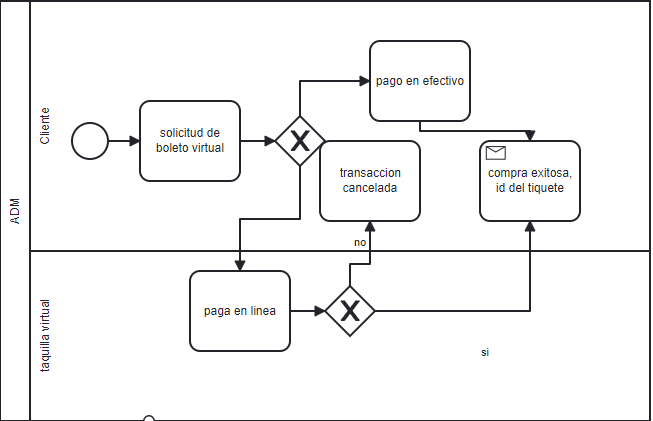 ADM
Cliente
solicitud de
boleto virtual
pago en efectivo
transaccion
cancelada
compra exitosa,
id del tiquete
no
taquilla virtual
paga en linea
si